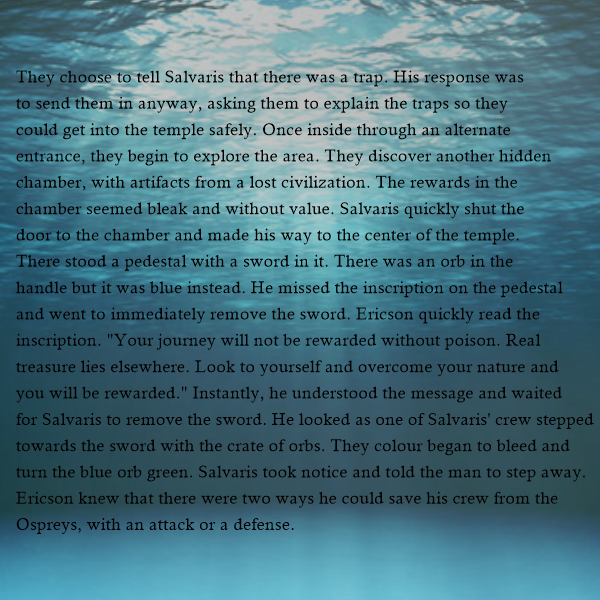 They choose to tell Salvaris that there was a trap. His response was
to send them in anyway, asking them to explain the traps so they
could get into the temple safely. Once inside through an alternate
entrance, they begin to explore the area. They discover another hidden
chamber, with artifacts from a lost civilization. The rewards in the
chamber seemed bleak and without value. Salvaris quickly shut the
door to the chamber and made his way to the center of the temple.
There stood a pedestal with a sword in it. There was an orb in the
handle but it was blue instead. He missed the inscription on the pedestal
and went to immediately remove the sword. Ericson quickly read the
inscription. "Your journey will not be rewarded without poison. Real
treasure lies elsewhere. Look to yourself and overcome your nature and
you will be rewarded." Instantly, he understood the message and waited
for Salvaris to remove the sword. He looked as one of Salvaris' crew stepped
towards the sword with the crate of orbs. They colour began to bleed and
turn the blue orb green. Salvaris took notice and told the man to step away.
Ericson knew that there were two ways he could save his crew from the
Ospreys, with an attack or a defense.